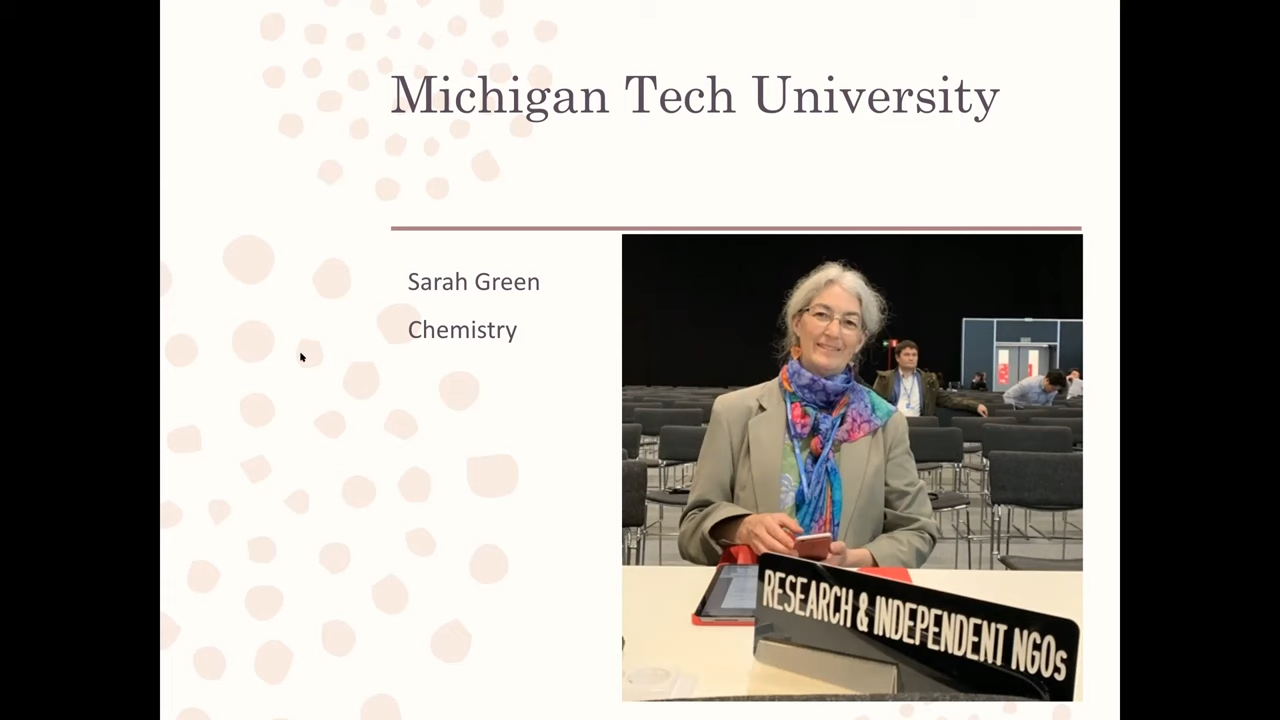 Michigan Tech University
Sarah Green
Chemistry
RESEARCH & INDEPENDENT NGOs